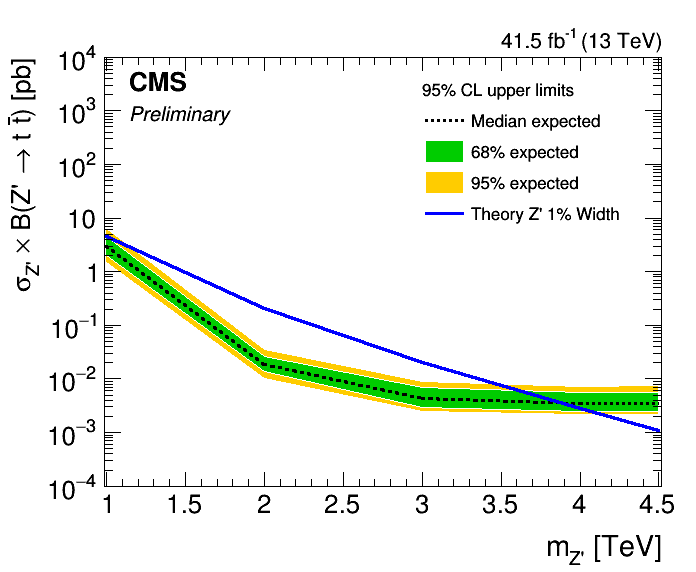 41.5 fb⁻¹ (13 TeV)
CMS
Preliminary
95% CL upper limits
Median expected
68% expected
95% expected
Theory Z' 1% Width
σ_Z' × B(Z' → t t̄) [pb]
10⁴
10³
10²
10
1
10⁻¹
10⁻²
10⁻³
10⁻⁴
1 1.5 2 2.5 3 3.5 4 4.5
m_Z' [TeV]